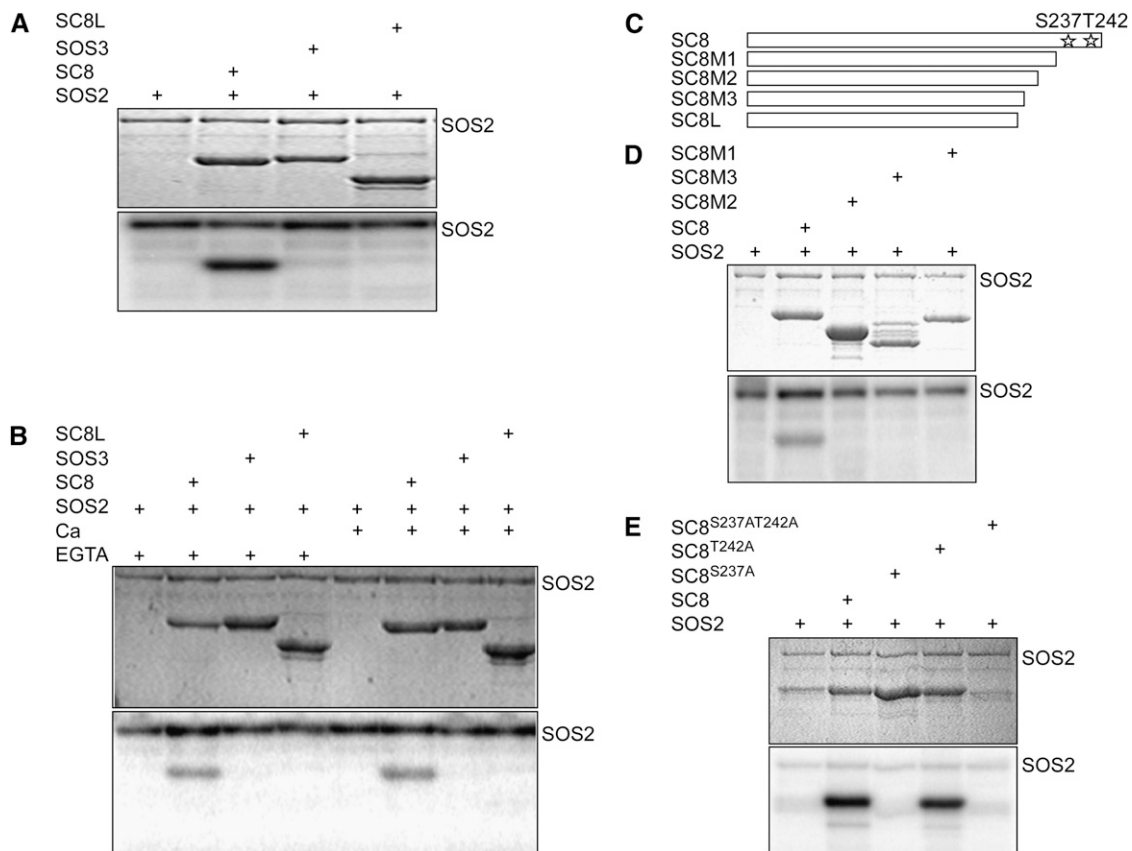 A
SC8L +
SOS3 +
SC8 +
SOS2 + + + +
SOS2
SOS2
B
SC8L + +
SOS3 + +
SC8 + +
SOS2 + + + + + + + +
Ca + + + +
EGTA + + + +
SOS2
SOS2
C
S237T242
SC8
SC8M1
SC8M2
SC8M3
SC8L
D
SC8M1 +
SC8M3 +
SC8M2 +
SC8 +
SOS2 + + + + +
SOS2
SOS2
E
SC8S237AT242A +
SC8T242A +
SC8S237A +
SC8 +
SOS2 + + + + +
SOS2
SOS2